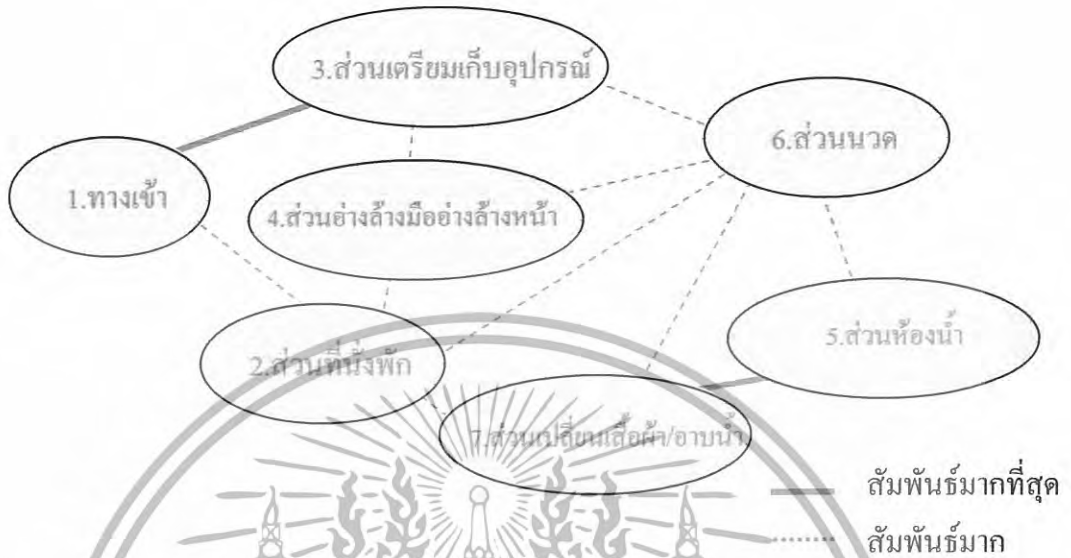 3.ส่วนเตรียมเก็บอุปกรณ์
6.ส่วนนวด
1.ทางเข้า
4.ส่วนอ่างล้างมืออ่างล้างหน้า
5.ส่วนห้องน้ำ
2.ส่วนที่นั่งพัก
7.ส่วนเปลี่ยนเสื้อผ้า/อาบน้ำ
สัมพันธ์มากที่สุด
สัมพันธ์มาก